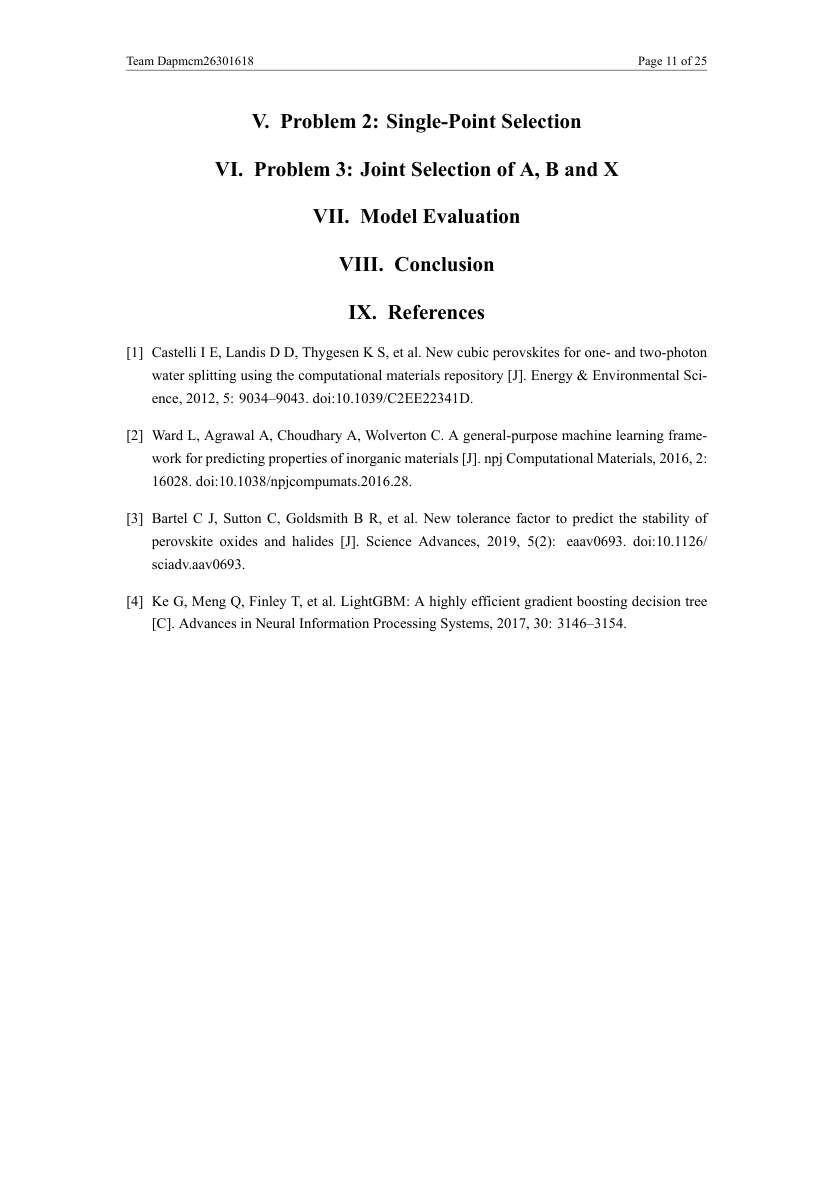 Team Dapmcm26301618
Page 11 of 25
V. Problem 2: Single-Point Selection
VI. Problem 3: Joint Selection of A, B and X
VII. Model Evaluation
VIII. Conclusion
IX. References
[1] Castelli I E, Landis D D, Thygesen K S, et al. New cubic perovskites for one- and two-photon
water splitting using the computational materials repository [J]. Energy & Environmental Sci-
ence, 2012, 5: 9034–9043. doi:10.1039/C2EE22341D.
[2] Ward L, Agrawal A, Choudhary A, Wolverton C. A general-purpose machine learning frame-
work for predicting properties of inorganic materials [J]. npj Computational Materials, 2016, 2:
16028. doi:10.1038/npjcompumats.2016.28.
[3] Bartel C J, Sutton C, Goldsmith B R, et al. New tolerance factor to predict the stability of
perovskite oxides and halides [J]. Science Advances, 2019, 5(2): eaav0693. doi:10.1126/
sciadv.aav0693.
[4] Ke G, Meng Q, Finley T, et al. LightGBM: A highly efficient gradient boosting decision tree
[C]. Advances in Neural Information Processing Systems, 2017, 30: 3146–3154.